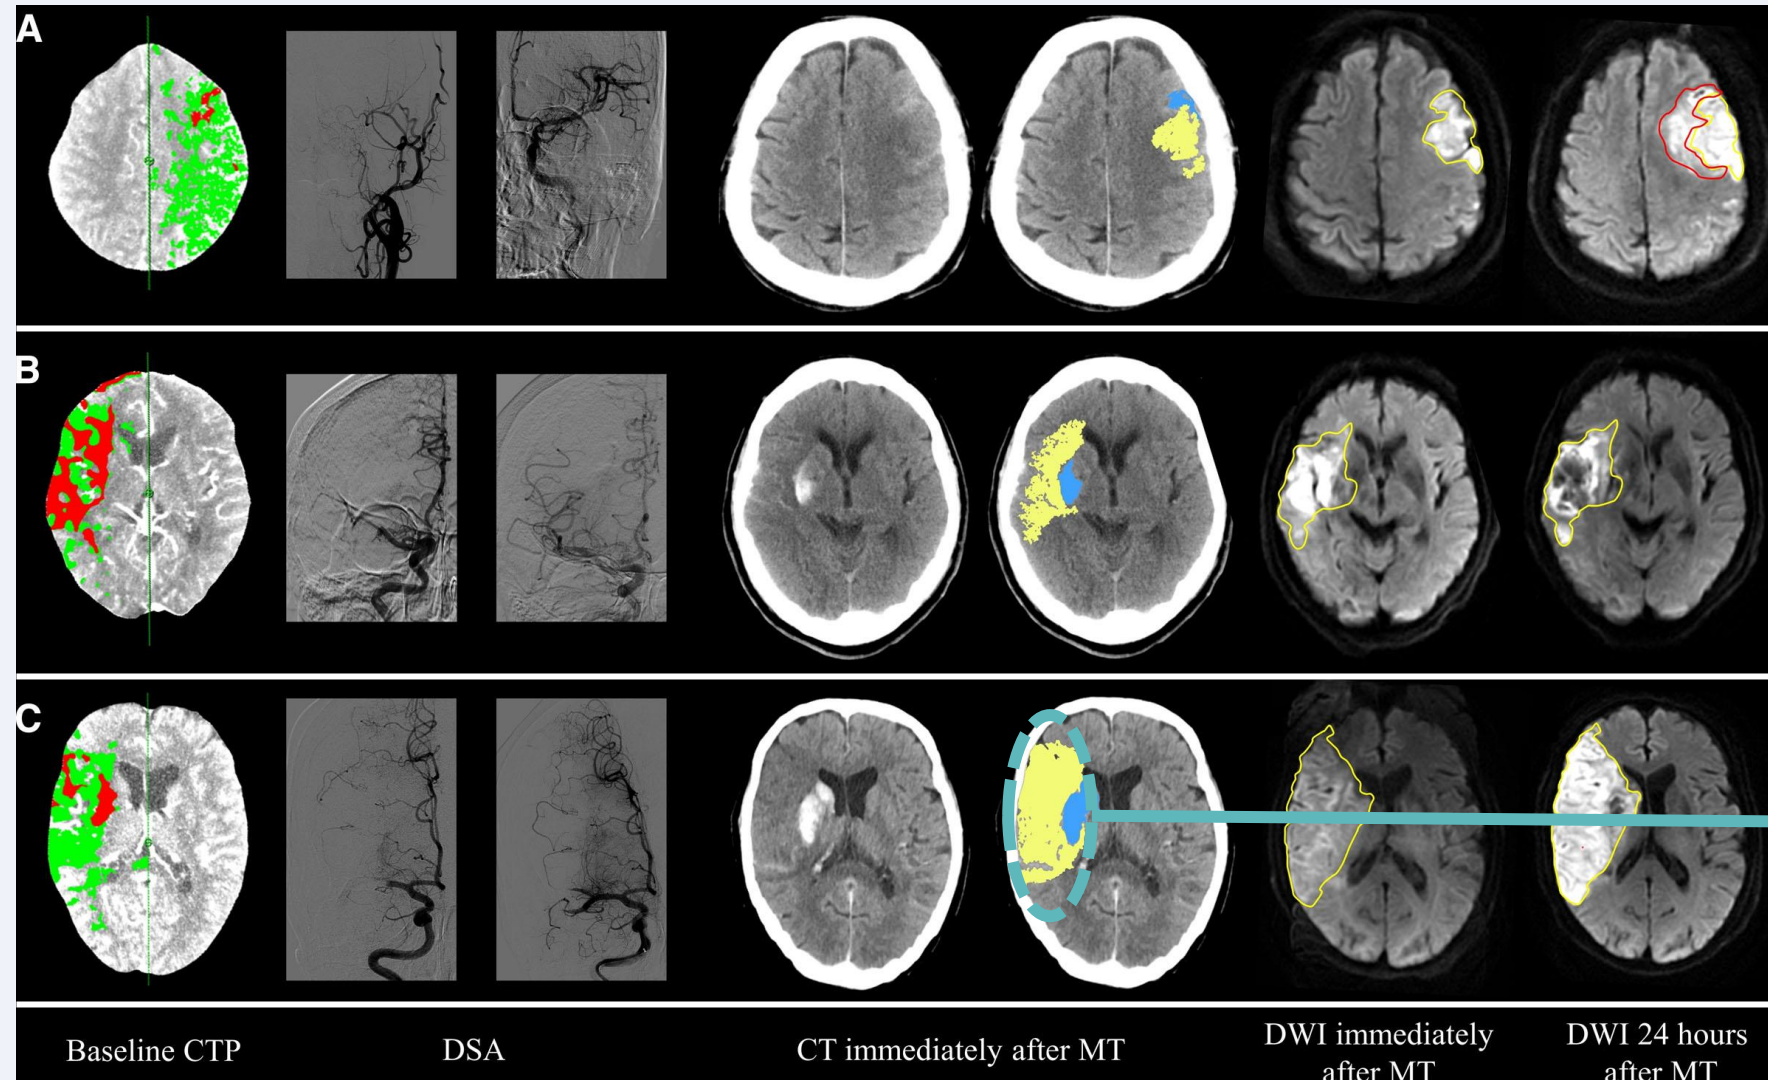 A
B
C
Baseline CTP
DSA
CT immediately after MT
DWI immediately
after MT
DWI 24 hours
after MT